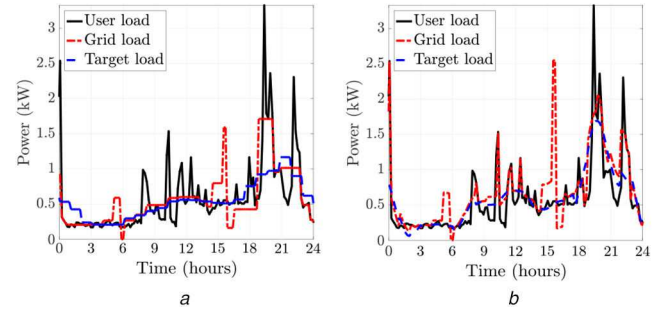 User load
Grid load
Target load
Power (kW)
3
2.5
2
1.5
1
0.5
0
0 3 6 9 12 15 18 21 24
Time (hours)
a
User load
Grid load
Target load
Power (kW)
3
2.5
2
1.5
1
0.5
0
0 3 6 9 12 15 18 21 24
Time (hours)
b